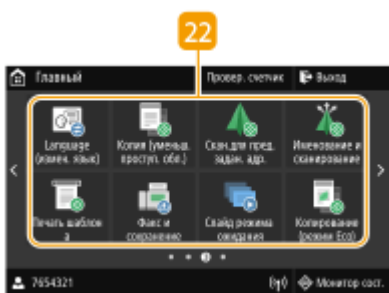 22
Главный Провер. счетчик Выход
Language
(измен. язык)
Копия (уменьш.
проступ. обл.)
Скан.для пред.
задан. адр.
Именование и
сканирование
Печать шаблон
а
Факс и
сохранение
Слайд режима
ожидания
Копирование
(режим Eco)
7654321 Монитор сост.